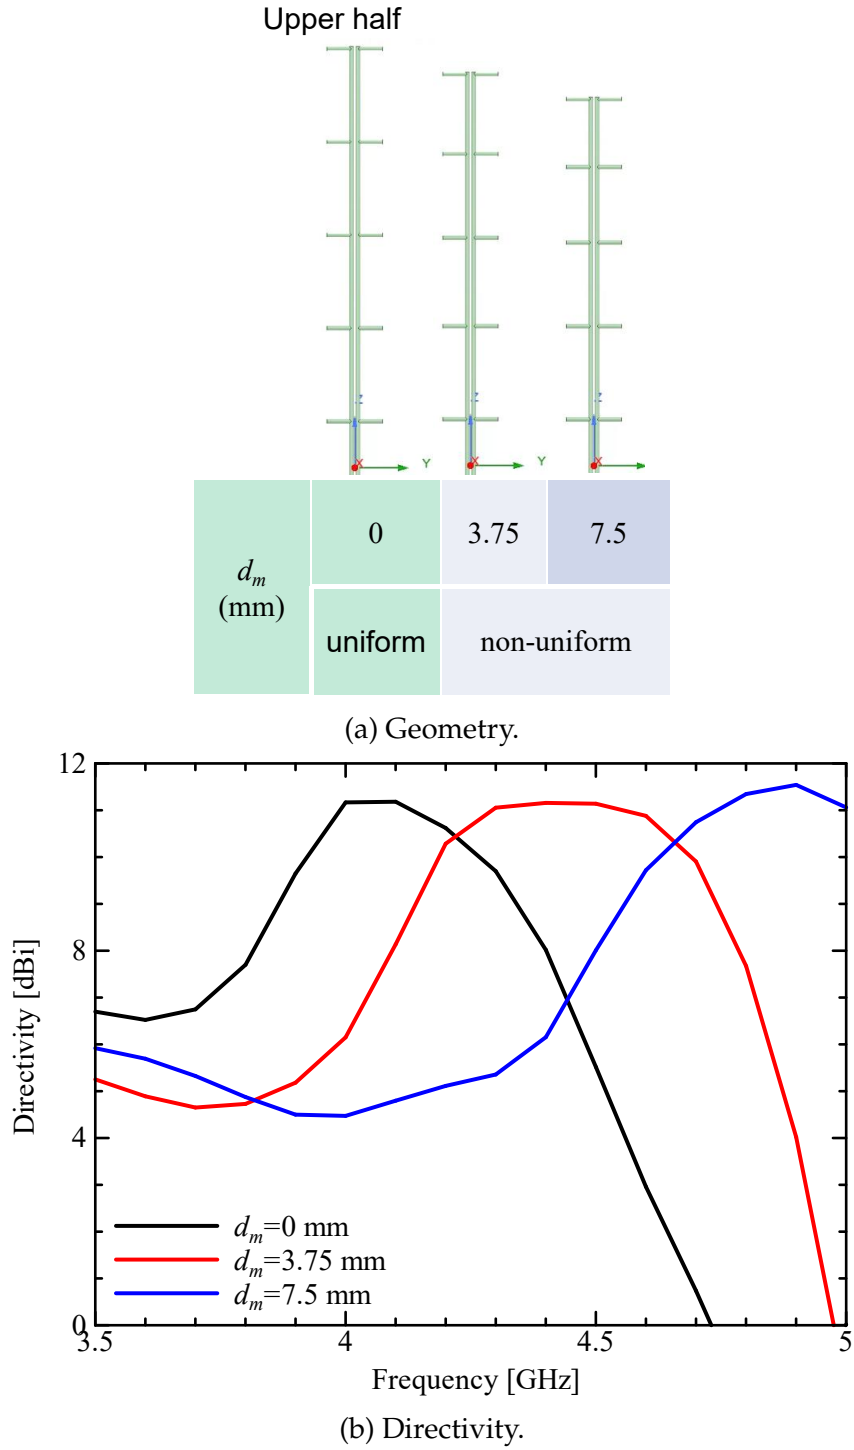 Upper half
Z Z Z
X Y X Y X
d_m
(mm)
0 3.75 7.5
uniform non-uniform
(a) Geometry.
12
8
4
0
Directivity [dBi]
d_m=0 mm
d_m=3.75 mm
d_m=7.5 mm
3.5 4 4.5 5
Frequency [GHz]
(b) Directivity.